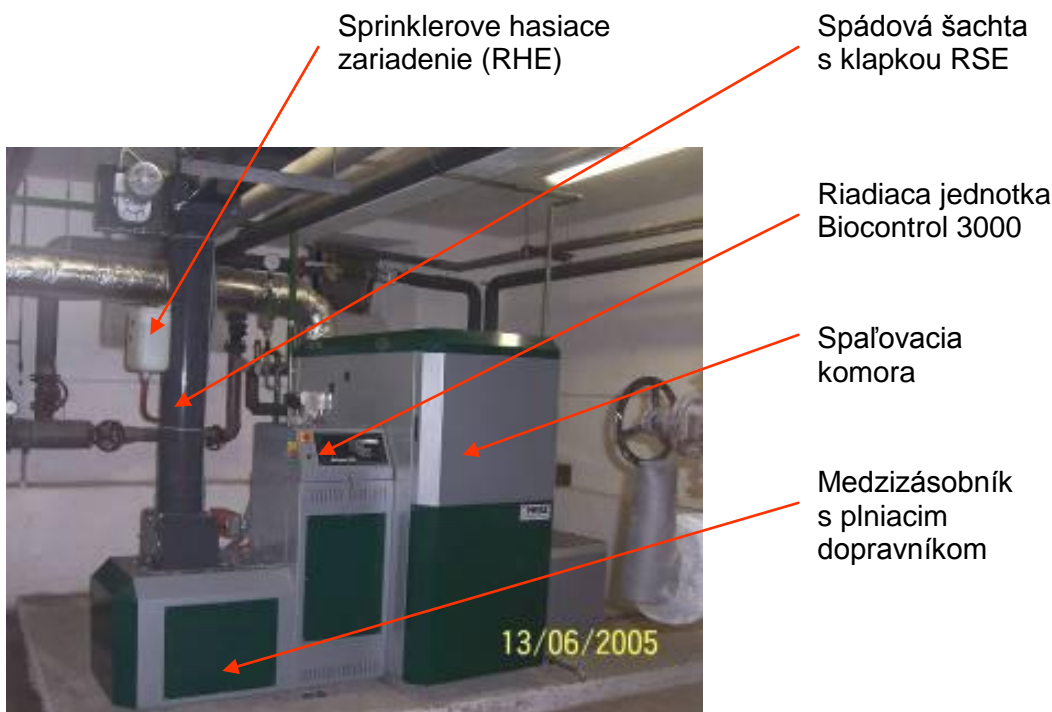 Sprinklerove hasiace
zariadenie (RHE)
Spádová šachta
s klapkou RSE
Riadiaca jednotka
Biocontrol 3000
Spaľovacia
komora
Medzizásobník
s plniacim
dopravníkom
13/06/2005